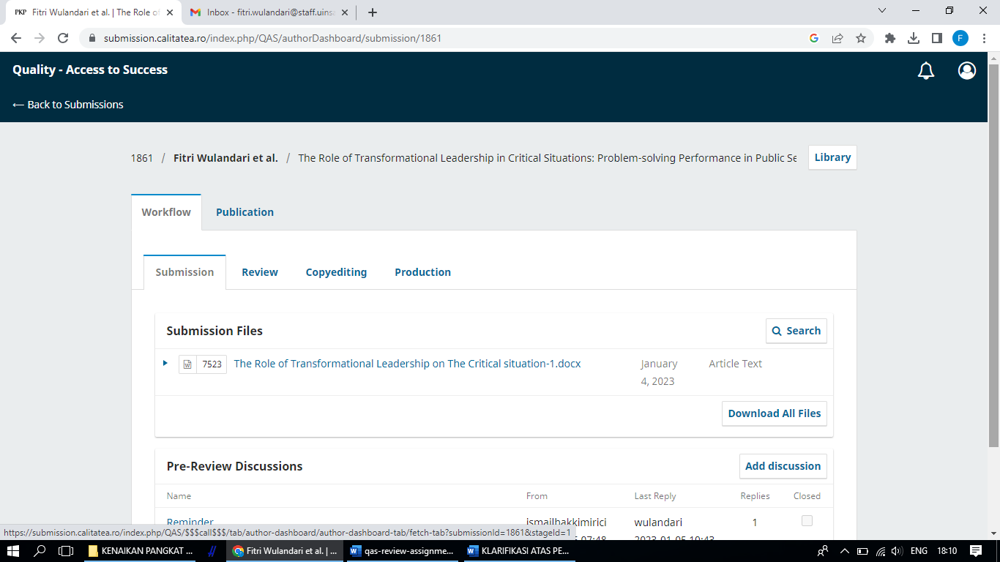 PKP Fitri Wulandari et al. | The Role of
Inbox - fitri.wulandari@staff.uinsa
submission.calitatea.ro/index.php/QAS/authorDashboard/submission/1861
F
Quality - Access to Success
← Back to Submissions
1861 / Fitri Wulandari et al. / The Role of Transformational Leadership in Critical Situations: Problem-solving Performance in Public Se
Library
Workflow Publication
Submission Review Copyediting Production
Submission Files
Search
7523 The Role of Transformational Leadership on The Critical situation-1.docx January 4, 2023 Article Text
Download All Files
Pre-Review Discussions
Add discussion
Name From Last Reply Replies Closed
Reminder ismailhakkimirici wulandari 1
07:48 2023-01-05 10:43
https://submission.calitatea.ro/index.php/QAS/$$$call$$$/tab/author-dashboard/author-dashboard-tab/fetch-tab?submissionId=1861&stageId=1
KENAIKAN PANGKAT ... Fitri Wulandari et al. | ... qas-review-assignme... KLARIFIKASI ATAS PE... ENG 18:10